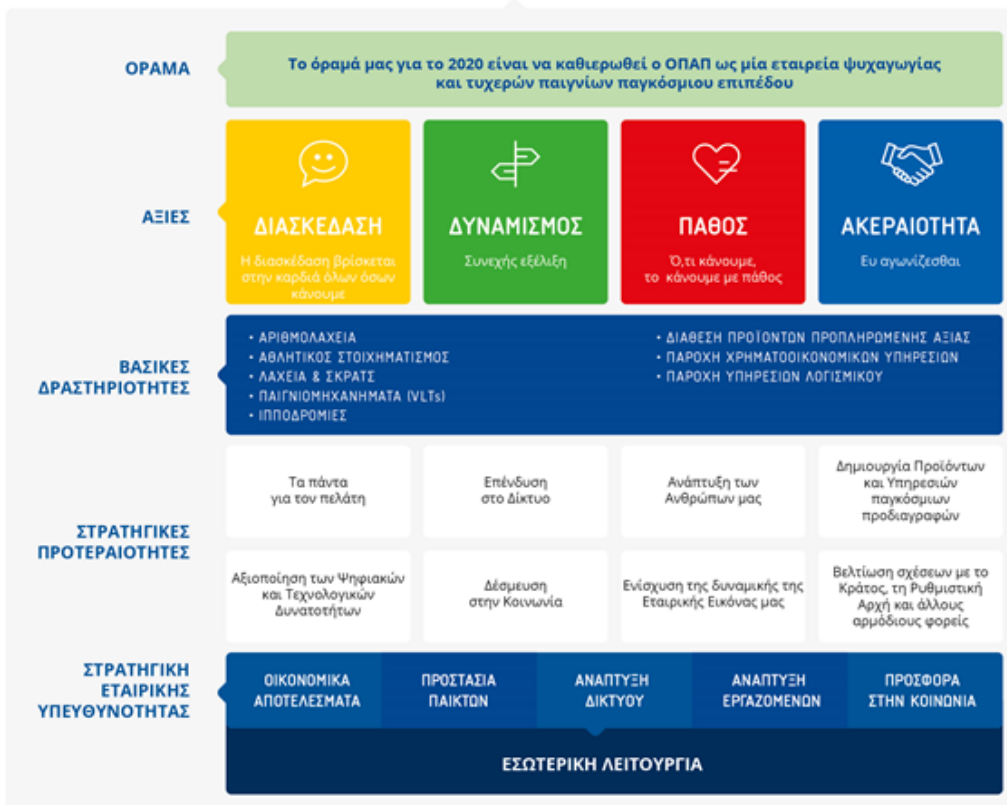 ΟΡΑΜΑ
Το όραμά μας για το 2020 είναι να καθιερωθεί ο ΟΠΑΠ ως μία εταιρεία ψυχαγωγίας
και τυχερών παιγνίων παγκόσμιου επιπέδου
ΑΞΙΕΣ
ΔΙΑΣΚΕΔΑΣΗ
Η διασκέδαση βρίσκεται
στην καρδιά όλων όσων
κάνουμε
ΔΥΝΑΜΙΣΜΟΣ
Συνεχής εξέλιξη
ΠΑΘΟΣ
Ό,τι κάνουμε,
το κάνουμε με πάθος
ΑΚΕΡΑΙΟΤΗΤΑ
Ευ αγωνίζεσθαι
ΒΑΣΙΚΕΣ
ΔΡΑΣΤΗΡΙΟΤΗΤΕΣ
• ΑΡΙΘΜΟΛΑΧΕΙΑ
• ΑΘΛΗΤΙΚΟΣ ΣΤΟΙΧΗΜΑΤΙΣΜΟΣ
• ΛΑΧΕΙΑ & ΣΚΡΑΤΣ
• ΠΑΙΓΝΙΟΜΗΧΑΝΗΜΑΤΑ (VLTs)
• ΙΠΠΟΔΡΟΜΙΕΣ
• ΔΙΑΘΕΣΗ ΠΡΟΪΟΝΤΩΝ ΠΡΟΠΛΗΡΩΜΕΝΗΣ ΑΞΙΑΣ
• ΠΑΡΟΧΗ ΧΡΗΜΑΤΟΟΙΚΟΝΟΜΙΚΩΝ ΥΠΗΡΕΣΙΩΝ
• ΠΑΡΟΧΗ ΥΠΗΡΕΣΙΩΝ ΛΟΓΙΣΜΙΚΟΥ
ΣΤΡΑΤΗΓΙΚΕΣ
ΠΡΟΤΕΡΑΙΟΤΗΤΕΣ
Τα πάντα
για τον πελάτη
Επένδυση
στο Δίκτυο
Ανάπτυξη των
Ανθρώπων μας
Δημιουργία Προϊόντων
και Υπηρεσιών
παγκόσμιων
προδιαγραφών
Αξιοποίηση των Ψηφιακών
και Τεχνολογικών
Δυνατοτήτων
Δέσμευση
στην Κοινωνία
Ενίσχυση της δυναμικής της
Εταιρικής Εικόνας μας
Βελτίωση σχέσεων με το
Κράτος, τη Ρυθμιστική
Αρχή και άλλους
αρμόδιους φορείς
ΣΤΡΑΤΗΓΙΚΗ
ΕΤΑΙΡΙΚΗΣ
ΥΠΕΥΘΥΝΟΤΗΤΑΣ
ΟΙΚΟΝΟΜΙΚΑ
ΑΠΟΤΕΛΕΣΜΑΤΑ
ΠΡΟΣΤΑΣΙΑ
ΠΑΙΚΤΩΝ
ΑΝΑΠΤΥΞΗ
ΔΙΚΤΥΟΥ
ΑΝΑΠΤΥΞΗ
ΕΡΓΑΖΟΜΕΝΩΝ
ΠΡΟΣΦΟΡΑ
ΣΤΗΝ ΚΟΙΝΩΝΙΑ
ΕΣΩΤΕΡΙΚΗ ΛΕΙΤΟΥΡΓΙΑ